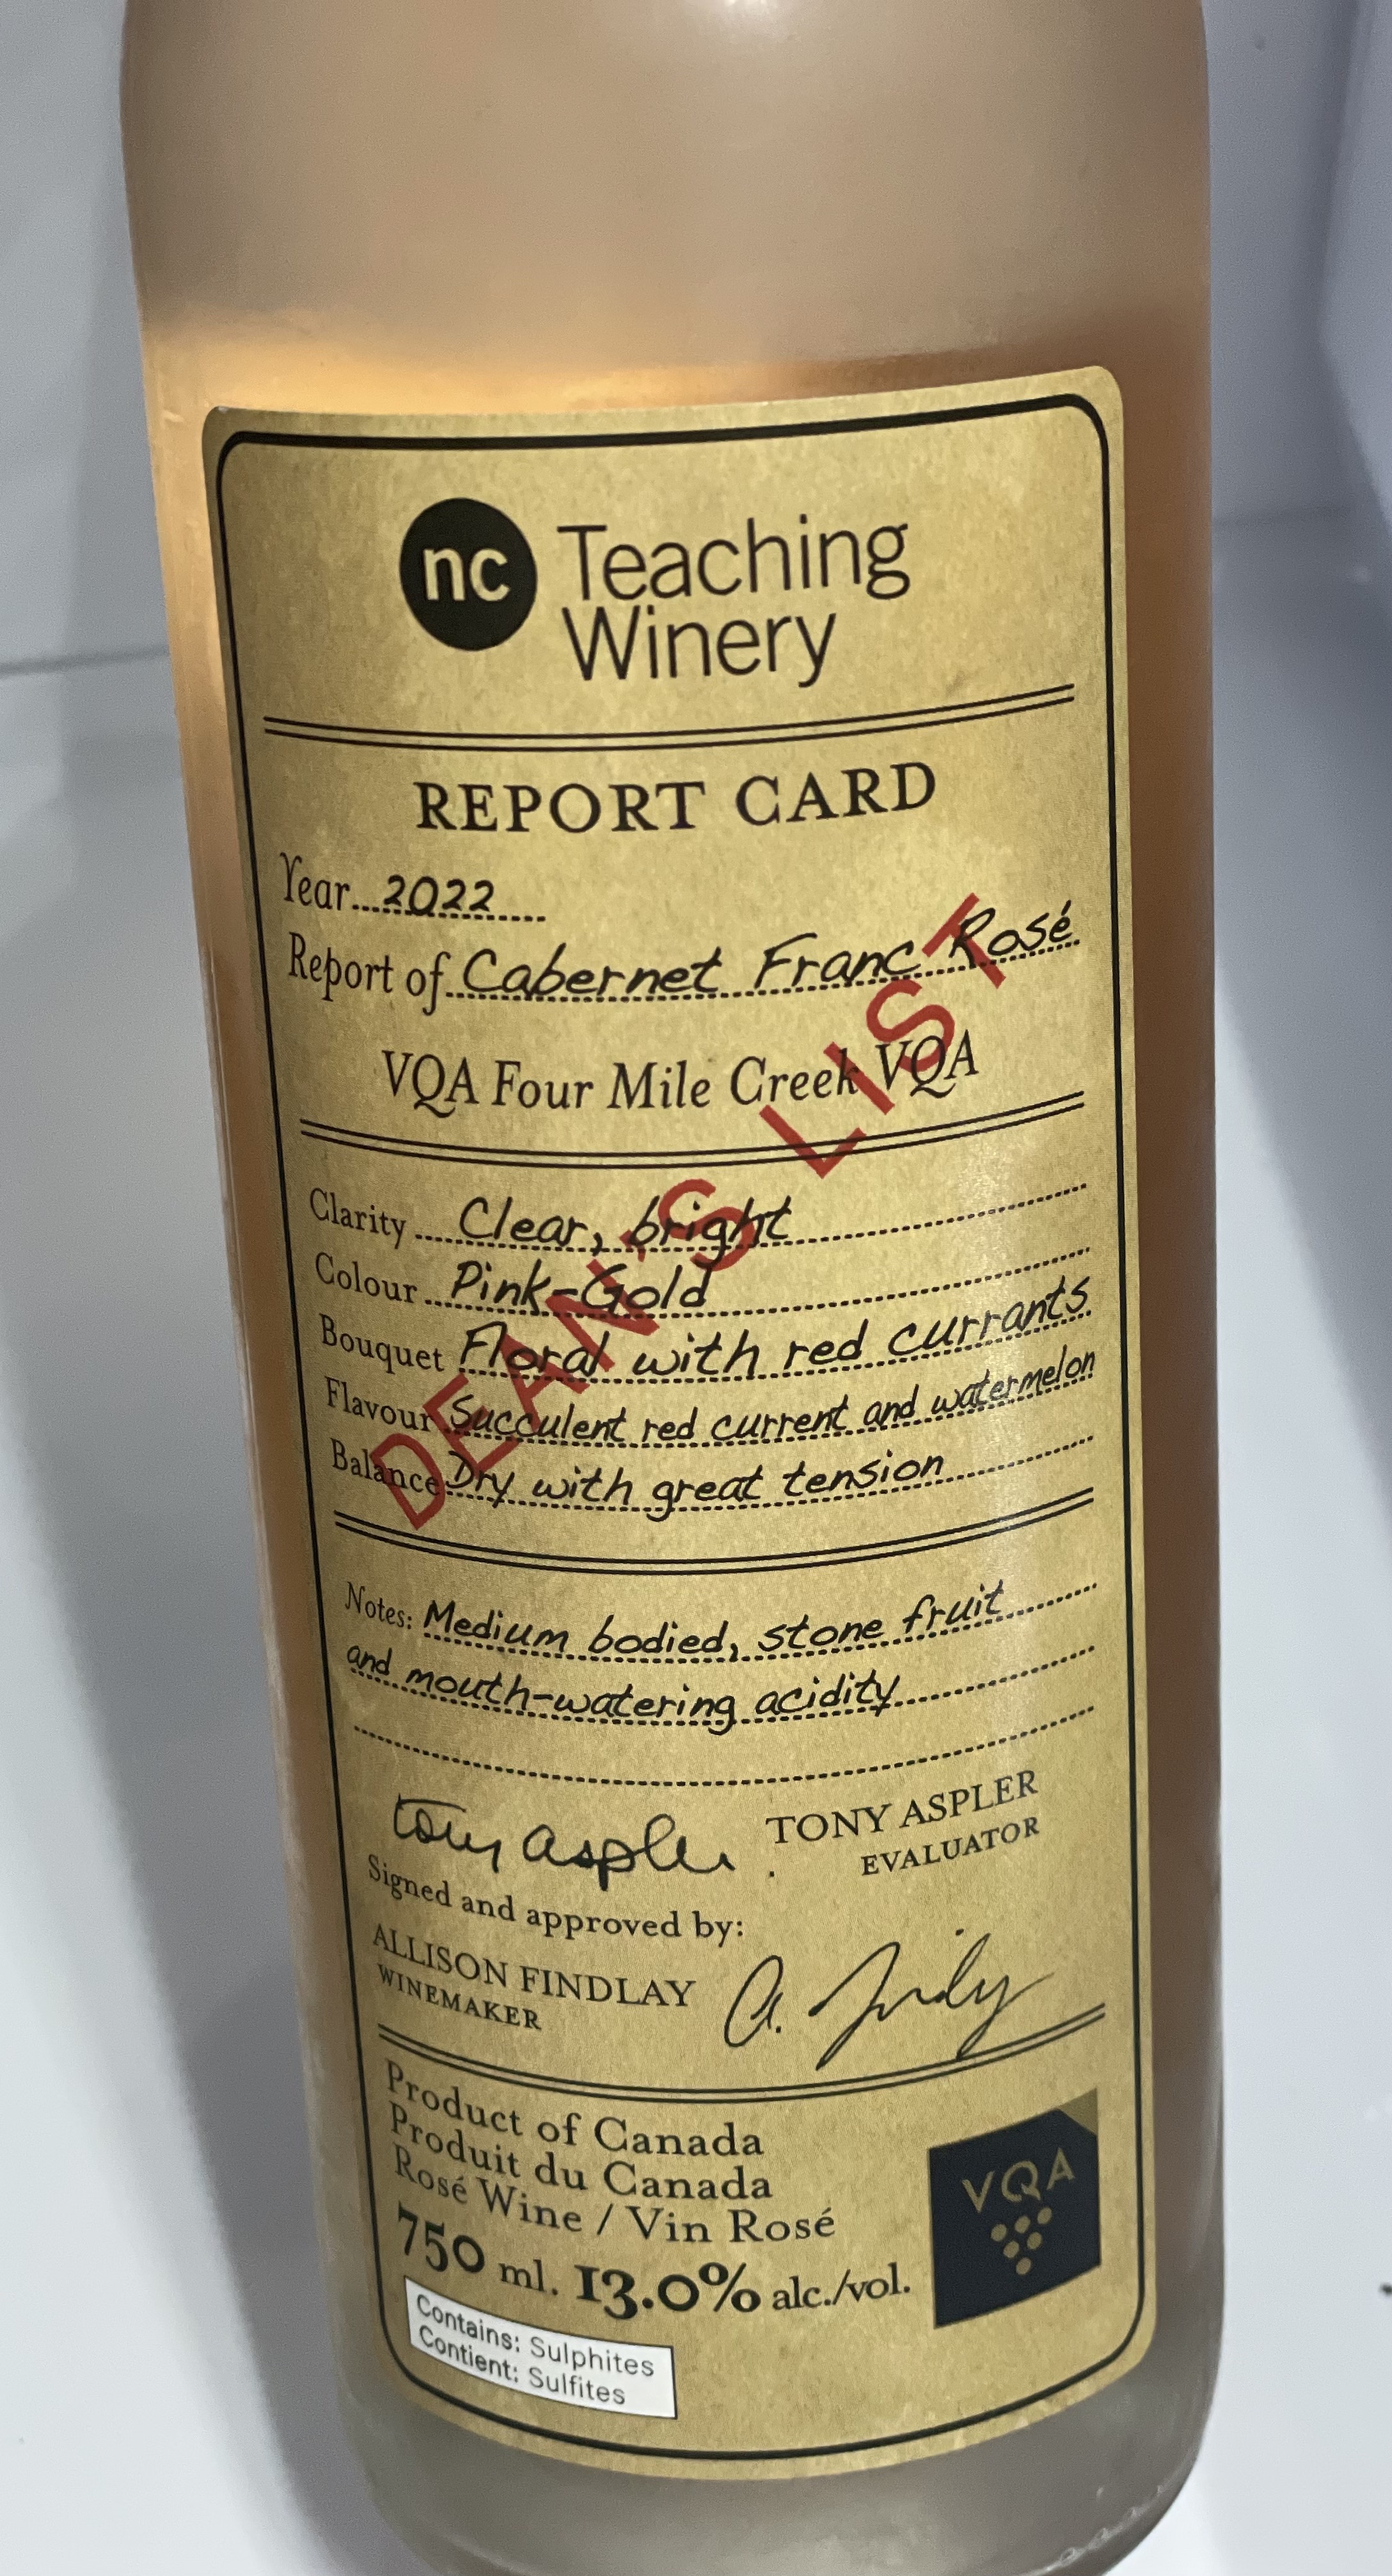 nc Teaching
Winery
REPORT CARD
Year 2022
Report of Cabernet Franc Rosé
VQA Four Mile Creek VQA
DEAN'S LIST
Clarity Clear, bright
Colour Pink-Gold
Bouquet Floral with red currants
Flavour Succulent red current and watermelon
Balance Dry with great tension
Notes: Medium bodied, stone fruit
and mouth-watering acidity
tony aspler. TONY ASPLER
EVALUATOR
Signed and approved by:
ALLISON FINDLAY
WINEMAKER
Product of Canada
Produit du Canada
Rosé Wine / Vin Rosé
750 ml. 13.0% alc./vol.
VQA
Contains: Sulphites
Contient: Sulfites